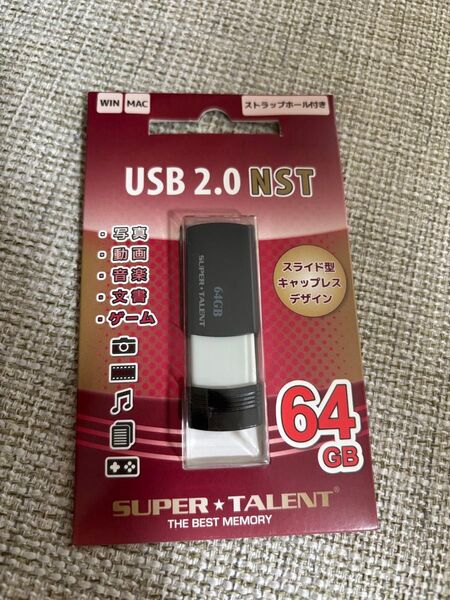 WIN MAC
ストラップホール付き
USB 2.0 NST
・写真
・動画
・音楽
・文書
・ゲーム
スライド型
キャップレス
デザイン
SUPER★TALENT
64GB
64
GB
SUPER★TALENT®
THE BEST MEMORY